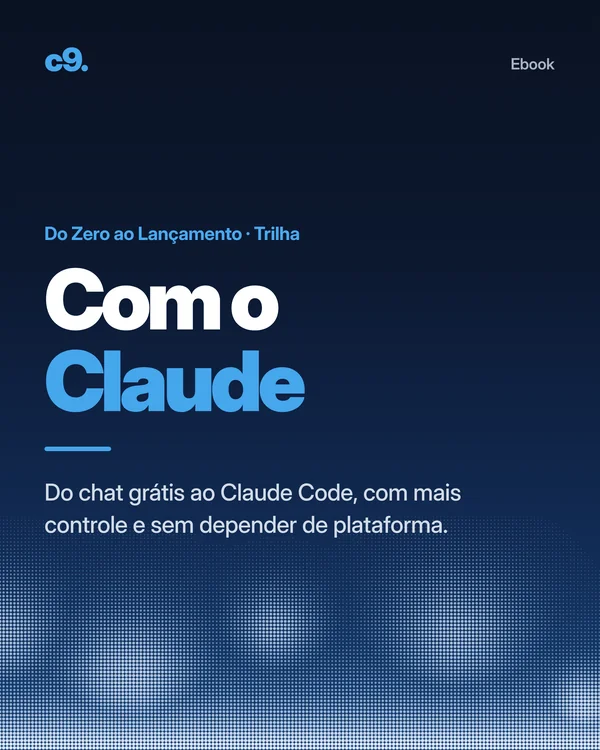 c9.
Ebook
Do Zero ao Lançamento · Trilha
Com o
Claude
Do chat grátis ao Claude Code, com mais
controle e sem depender de plataforma.